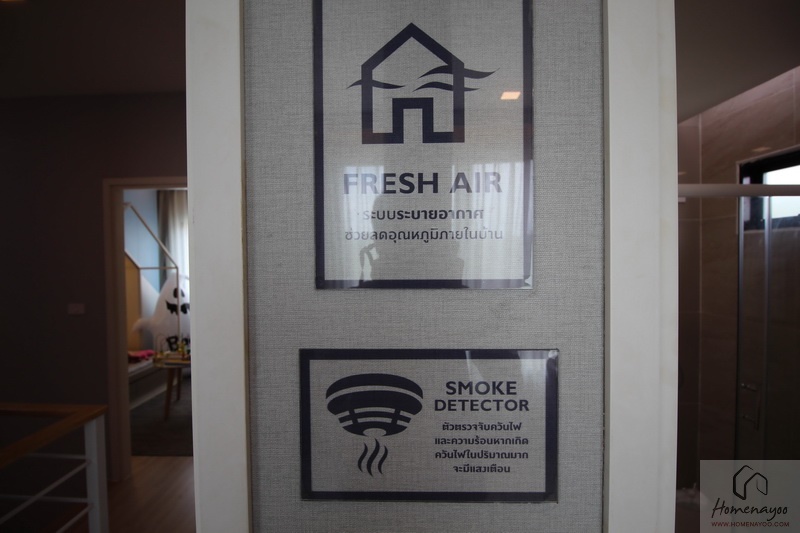 FRESH AIR
ระบบระบายอากาศ
ช่วยลดอุณหภูมิภายในบ้าน
SMOKE
DETECTOR
ตัวตรวจจับควันไฟ
และความร้อนหากเกิด
ควันไฟในปริมาณมาก
จะมีแสงเตือน
Homenayoo
WWW.HOMENAYOO.COM